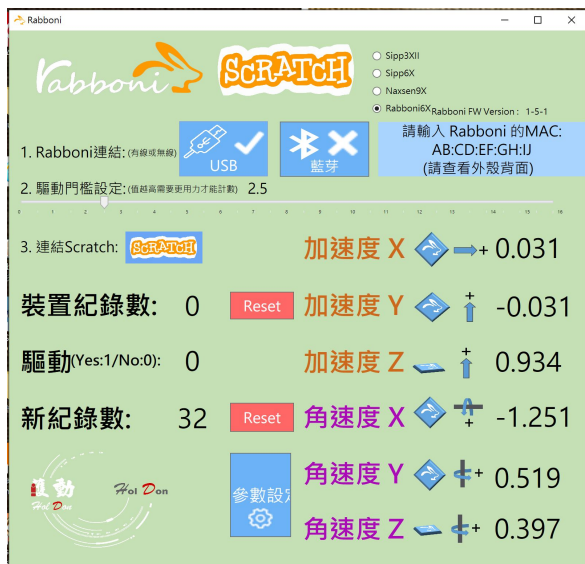 Rabboni
rabboni
SCRATCH
Sipp3XII
Sipp6X
Naxsen9X
Rabboni6X Rabboni FW Version : 1-5-1
1. Rabboni連結: (有線或無線)
USB
藍芽
請輸入 Rabboni 的MAC:
AB:CD:EF:GH:IJ
(請查看外殼背面)
2. 驅動門檻設定: (值越高需要更用力才能計數) 2.5
0 1 2 3 4 5 6 7 8 9 10 11 12 13 14 15 16
3. 連結Scratch: SCRATCH
加速度 X + 0.031
裝置紀錄數: 0 Reset
加速度 Y + -0.031
驅動(Yes:1/No:0): 0
加速度 Z + 0.934
新紀錄數: 32 Reset
角速度 X + -1.251
角速度 Y + 0.519
參數設
角速度 Z + 0.397
動
Hol Don
Hol Don